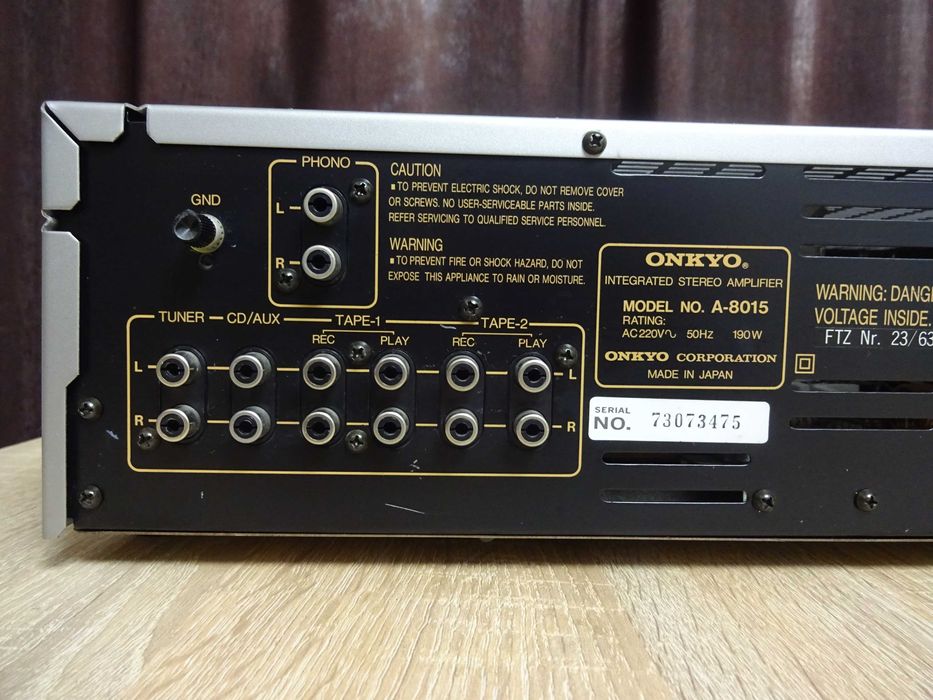 GND
PHONO
L
R
CAUTION
▪ TO PREVENT ELECTRIC SHOCK, DO NOT REMOVE COVER
OR SCREWS. NO USER-SERVICEABLE PARTS INSIDE.
REFER SERVICING TO QUALIFIED SERVICE PERSONNEL.
WARNING
▪ TO PREVENT FIRE OR SHOCK HAZARD, DO NOT
EXPOSE THIS APPLIANCE TO RAIN OR MOISTURE.
TUNER CD/AUX TAPE-1 TAPE-2
REC PLAY REC PLAY
L L
R R
ONKYO®
INTEGRATED STEREO AMPLIFIER
MODEL NO. A-8015
RATING:
AC 220V∿ 50Hz 190W
ONKYO CORPORATION
MADE IN JAPAN
SERIAL
NO. 73073475
WARNING: DANG
VOLTAGE INSIDE.
FTZ Nr. 23/63